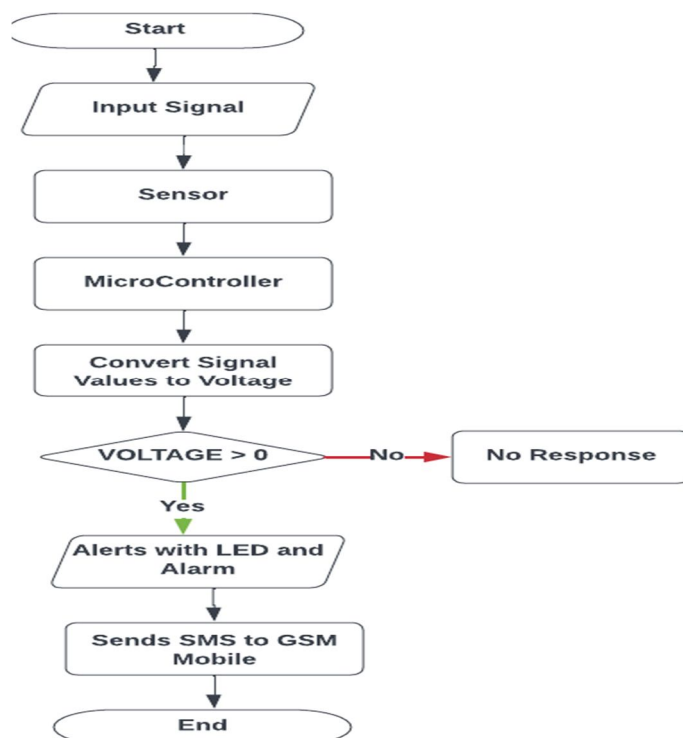 Start
Input Signal
Sensor
MicroController
Convert Signal
Values to Voltage
VOLTAGE > 0
No
No Response
Yes
Alerts with LED and
Alarm
Sends SMS to GSM
Mobile
End